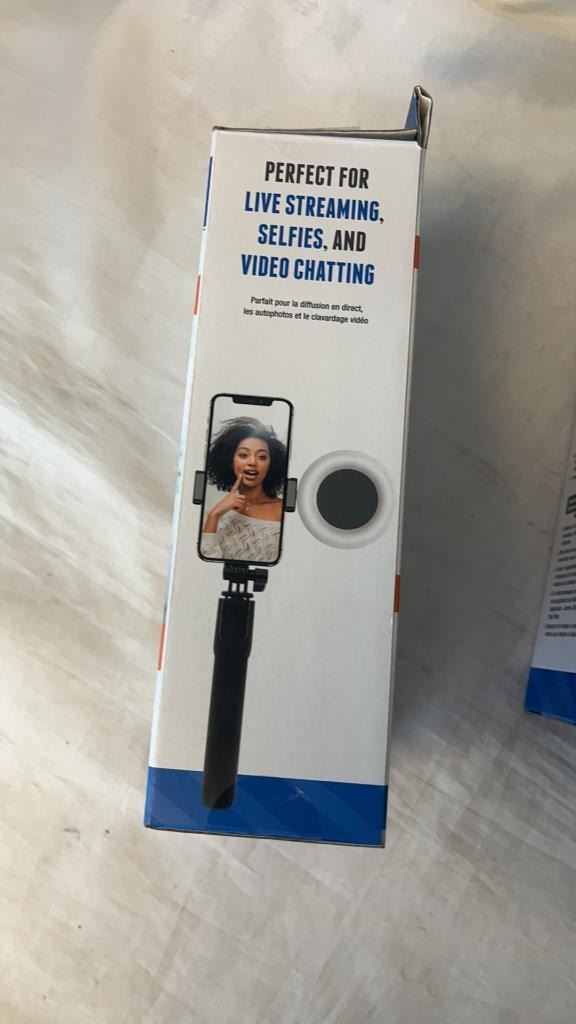 PERFECT FOR
LIVE STREAMING,
SELFIES, AND
VIDEO CHATTING
Parfait pour la diffusion en direct,
les autophotos et le clavardage vidéo